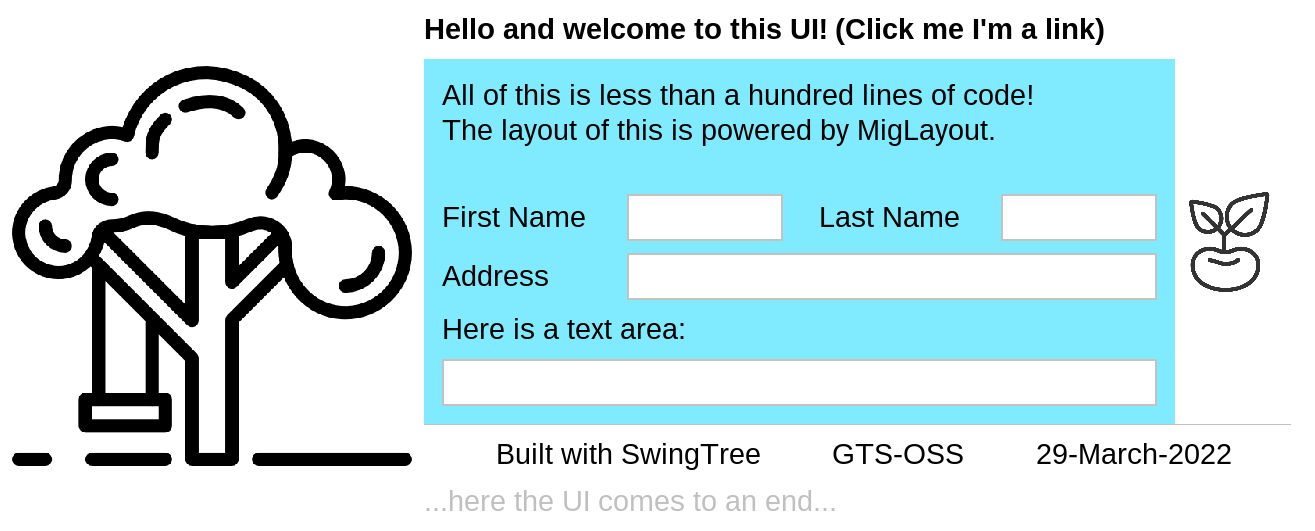 Hello and welcome to this UI! (Click me I'm a link)
All of this is less than a hundred lines of code!
The layout of this is powered by MigLayout.
First Name
Last Name
Address
Here is a text area:
Built with SwingTree
GTS-OSS
29-March-2022
...here the UI comes to an end...